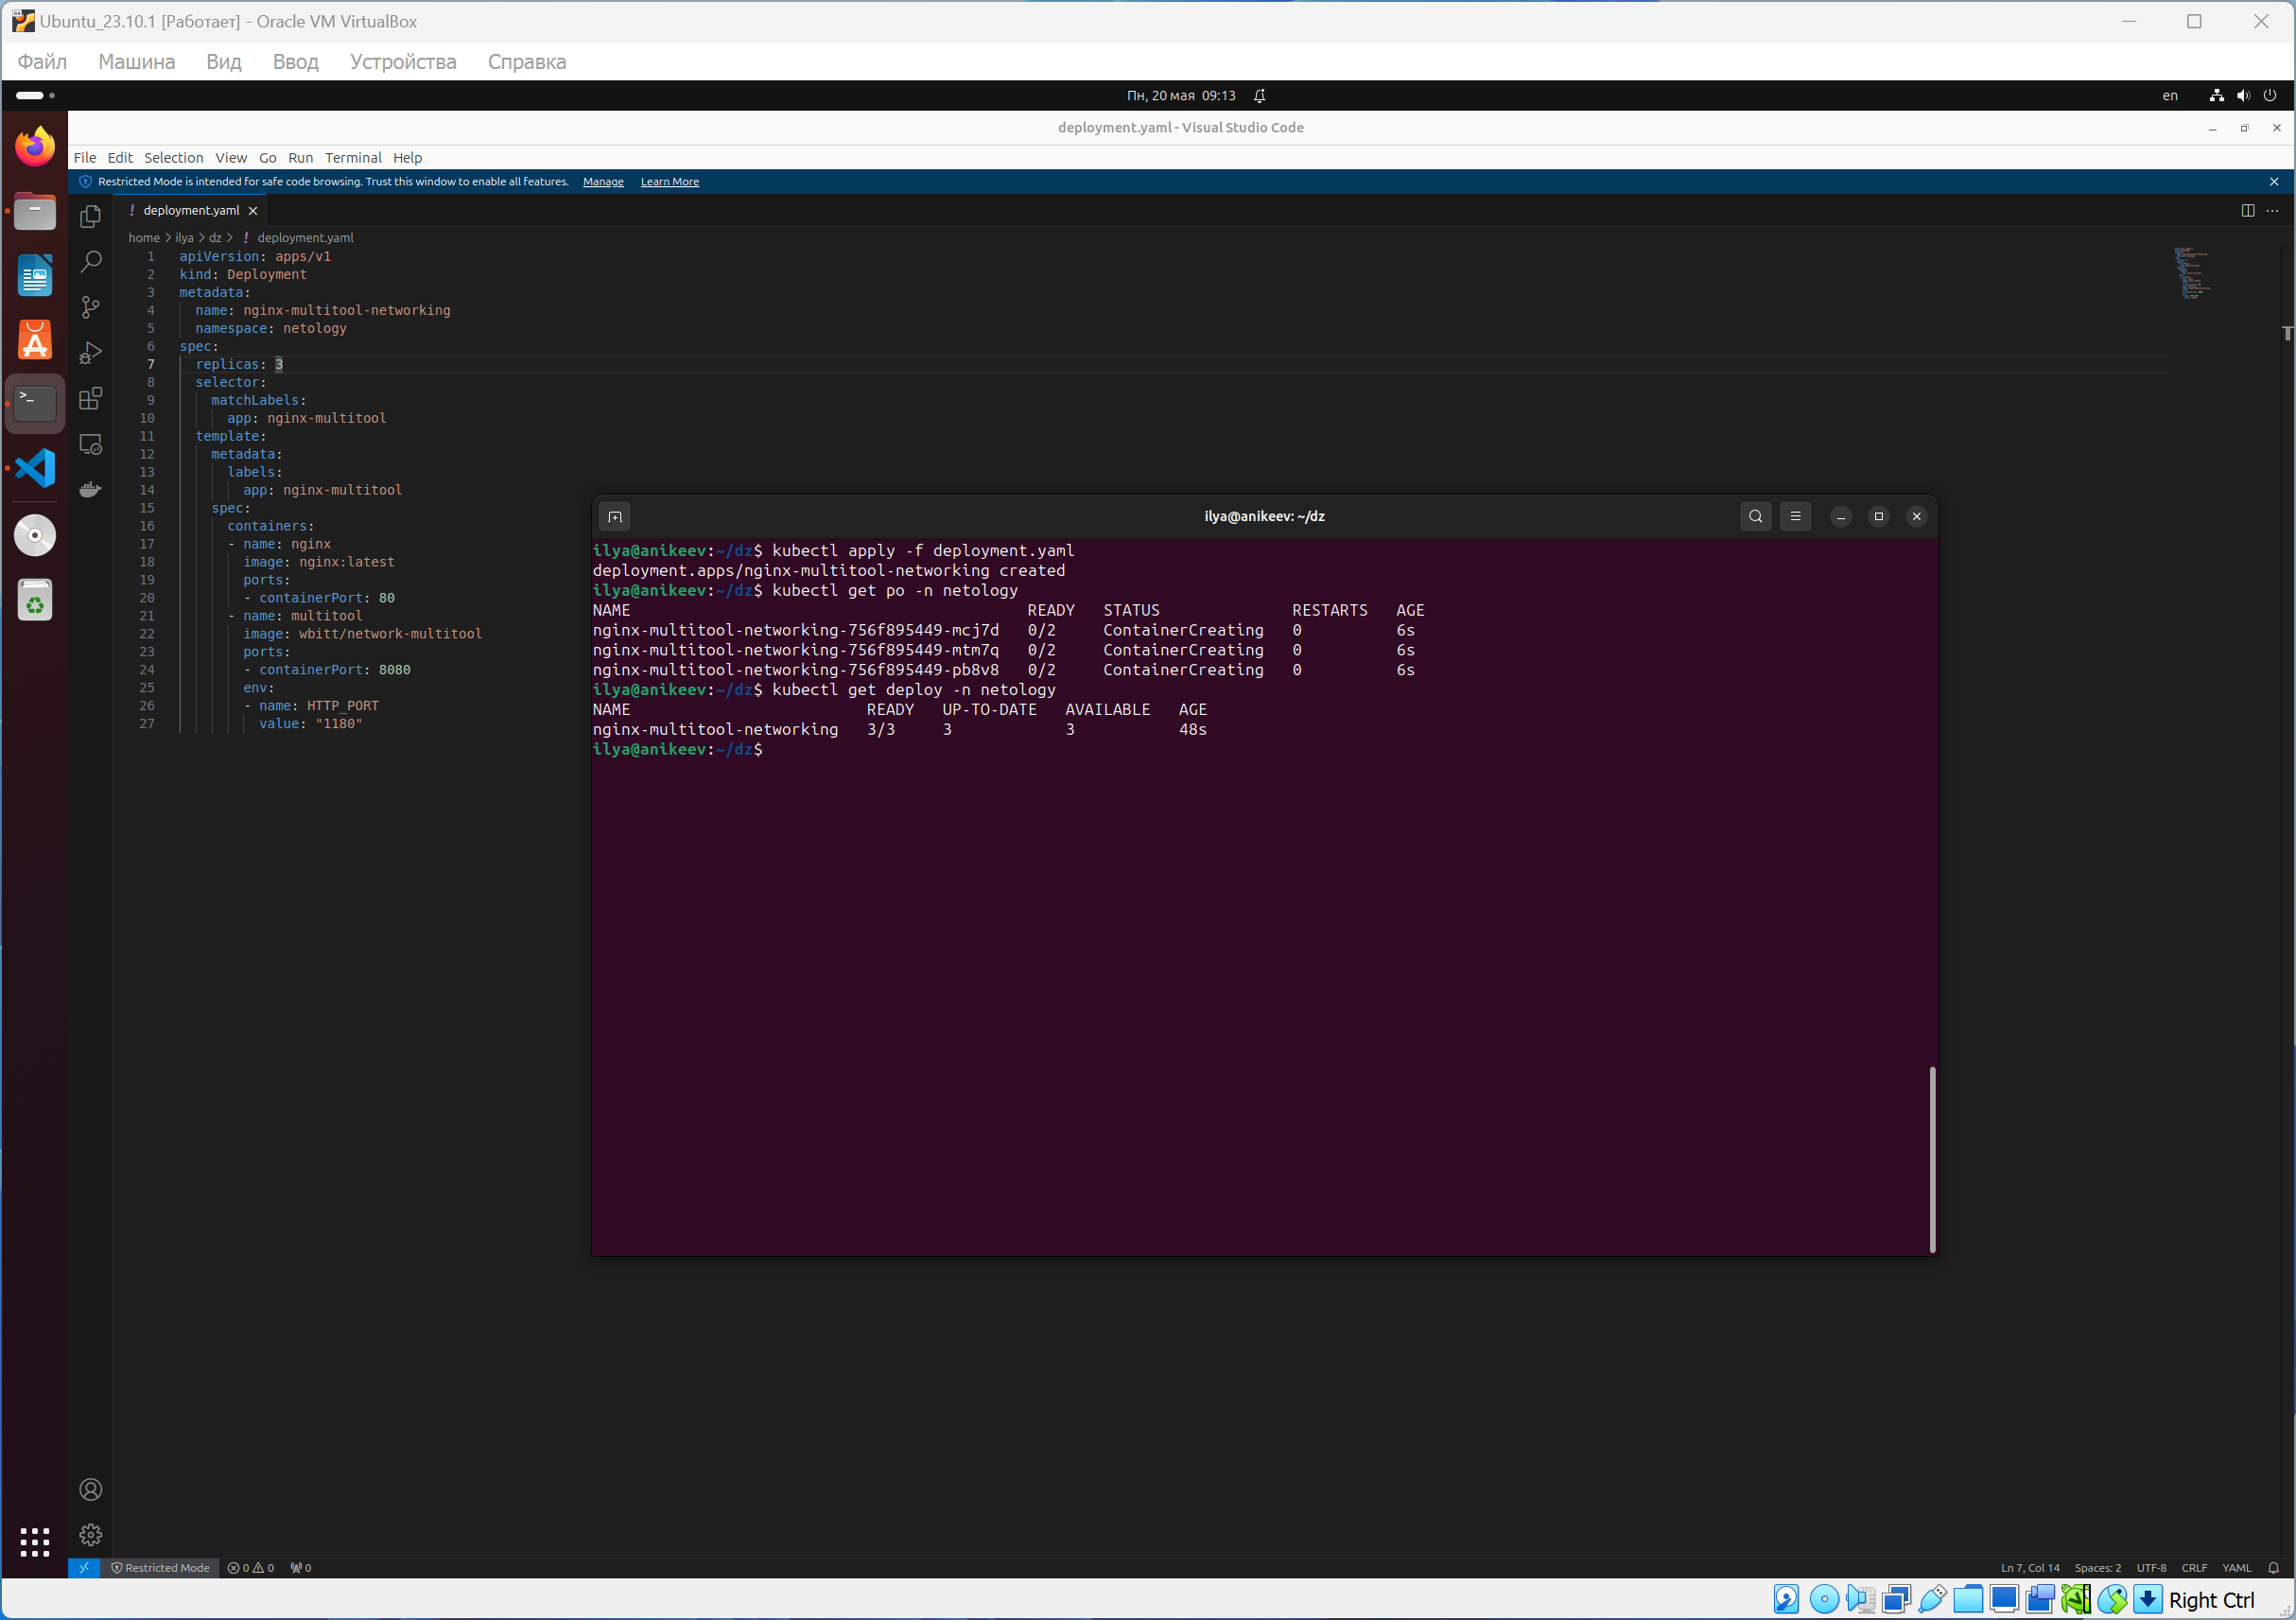 Ubuntu_23.10.1 [Работает] - Oracle VM VirtualBox
Файл Машина Вид Ввод Устройства Справка
Пн, 20 мая 09:13
en
deployment.yaml - Visual Studio Code
File Edit Selection View Go Run Terminal Help
Restricted Mode is intended for safe code browsing. Trust this window to enable all features. Manage Learn More
! deployment.yaml
home > ilya > dz > ! deployment.yaml
1 apiVersion: apps/v1
2 kind: Deployment
3 metadata:
4 name: nginx-multitool-networking
5 namespace: netology
6 spec:
7 replicas: 3
8 selector:
9 matchLabels:
10 app: nginx-multitool
11 template:
12 metadata:
13 labels:
14 app: nginx-multitool
15 spec:
16 containers:
17 - name: nginx
18 image: nginx:latest
19 ports:
20 - containerPort: 80
21 - name: multitool
22 image: wbitt/network-multitool
23 ports:
24 - containerPort: 8080
25 env:
26 - name: HTTP_PORT
27 value: "1180"
ilya@anikeev: ~/dz
ilya@anikeev:~/dz$ kubectl apply -f deployment.yaml
deployment.apps/nginx-multitool-networking created
ilya@anikeev:~/dz$ kubectl get po -n netology
NAME READY STATUS RESTARTS AGE
nginx-multitool-networking-756f895449-mcj7d 0/2 ContainerCreating 0 6s
nginx-multitool-networking-756f895449-mtm7q 0/2 ContainerCreating 0 6s
nginx-multitool-networking-756f895449-pb8v8 0/2 ContainerCreating 0 6s
ilya@anikeev:~/dz$ kubectl get deploy -n netology
NAME READY UP-TO-DATE AVAILABLE AGE
nginx-multitool-networking 3/3 3 3 48s
ilya@anikeev:~/dz$
Restricted Mode 0 0 0
Ln 7, Col 14 Spaces: 2 UTF-8 CRLF YAML
Right Ctrl